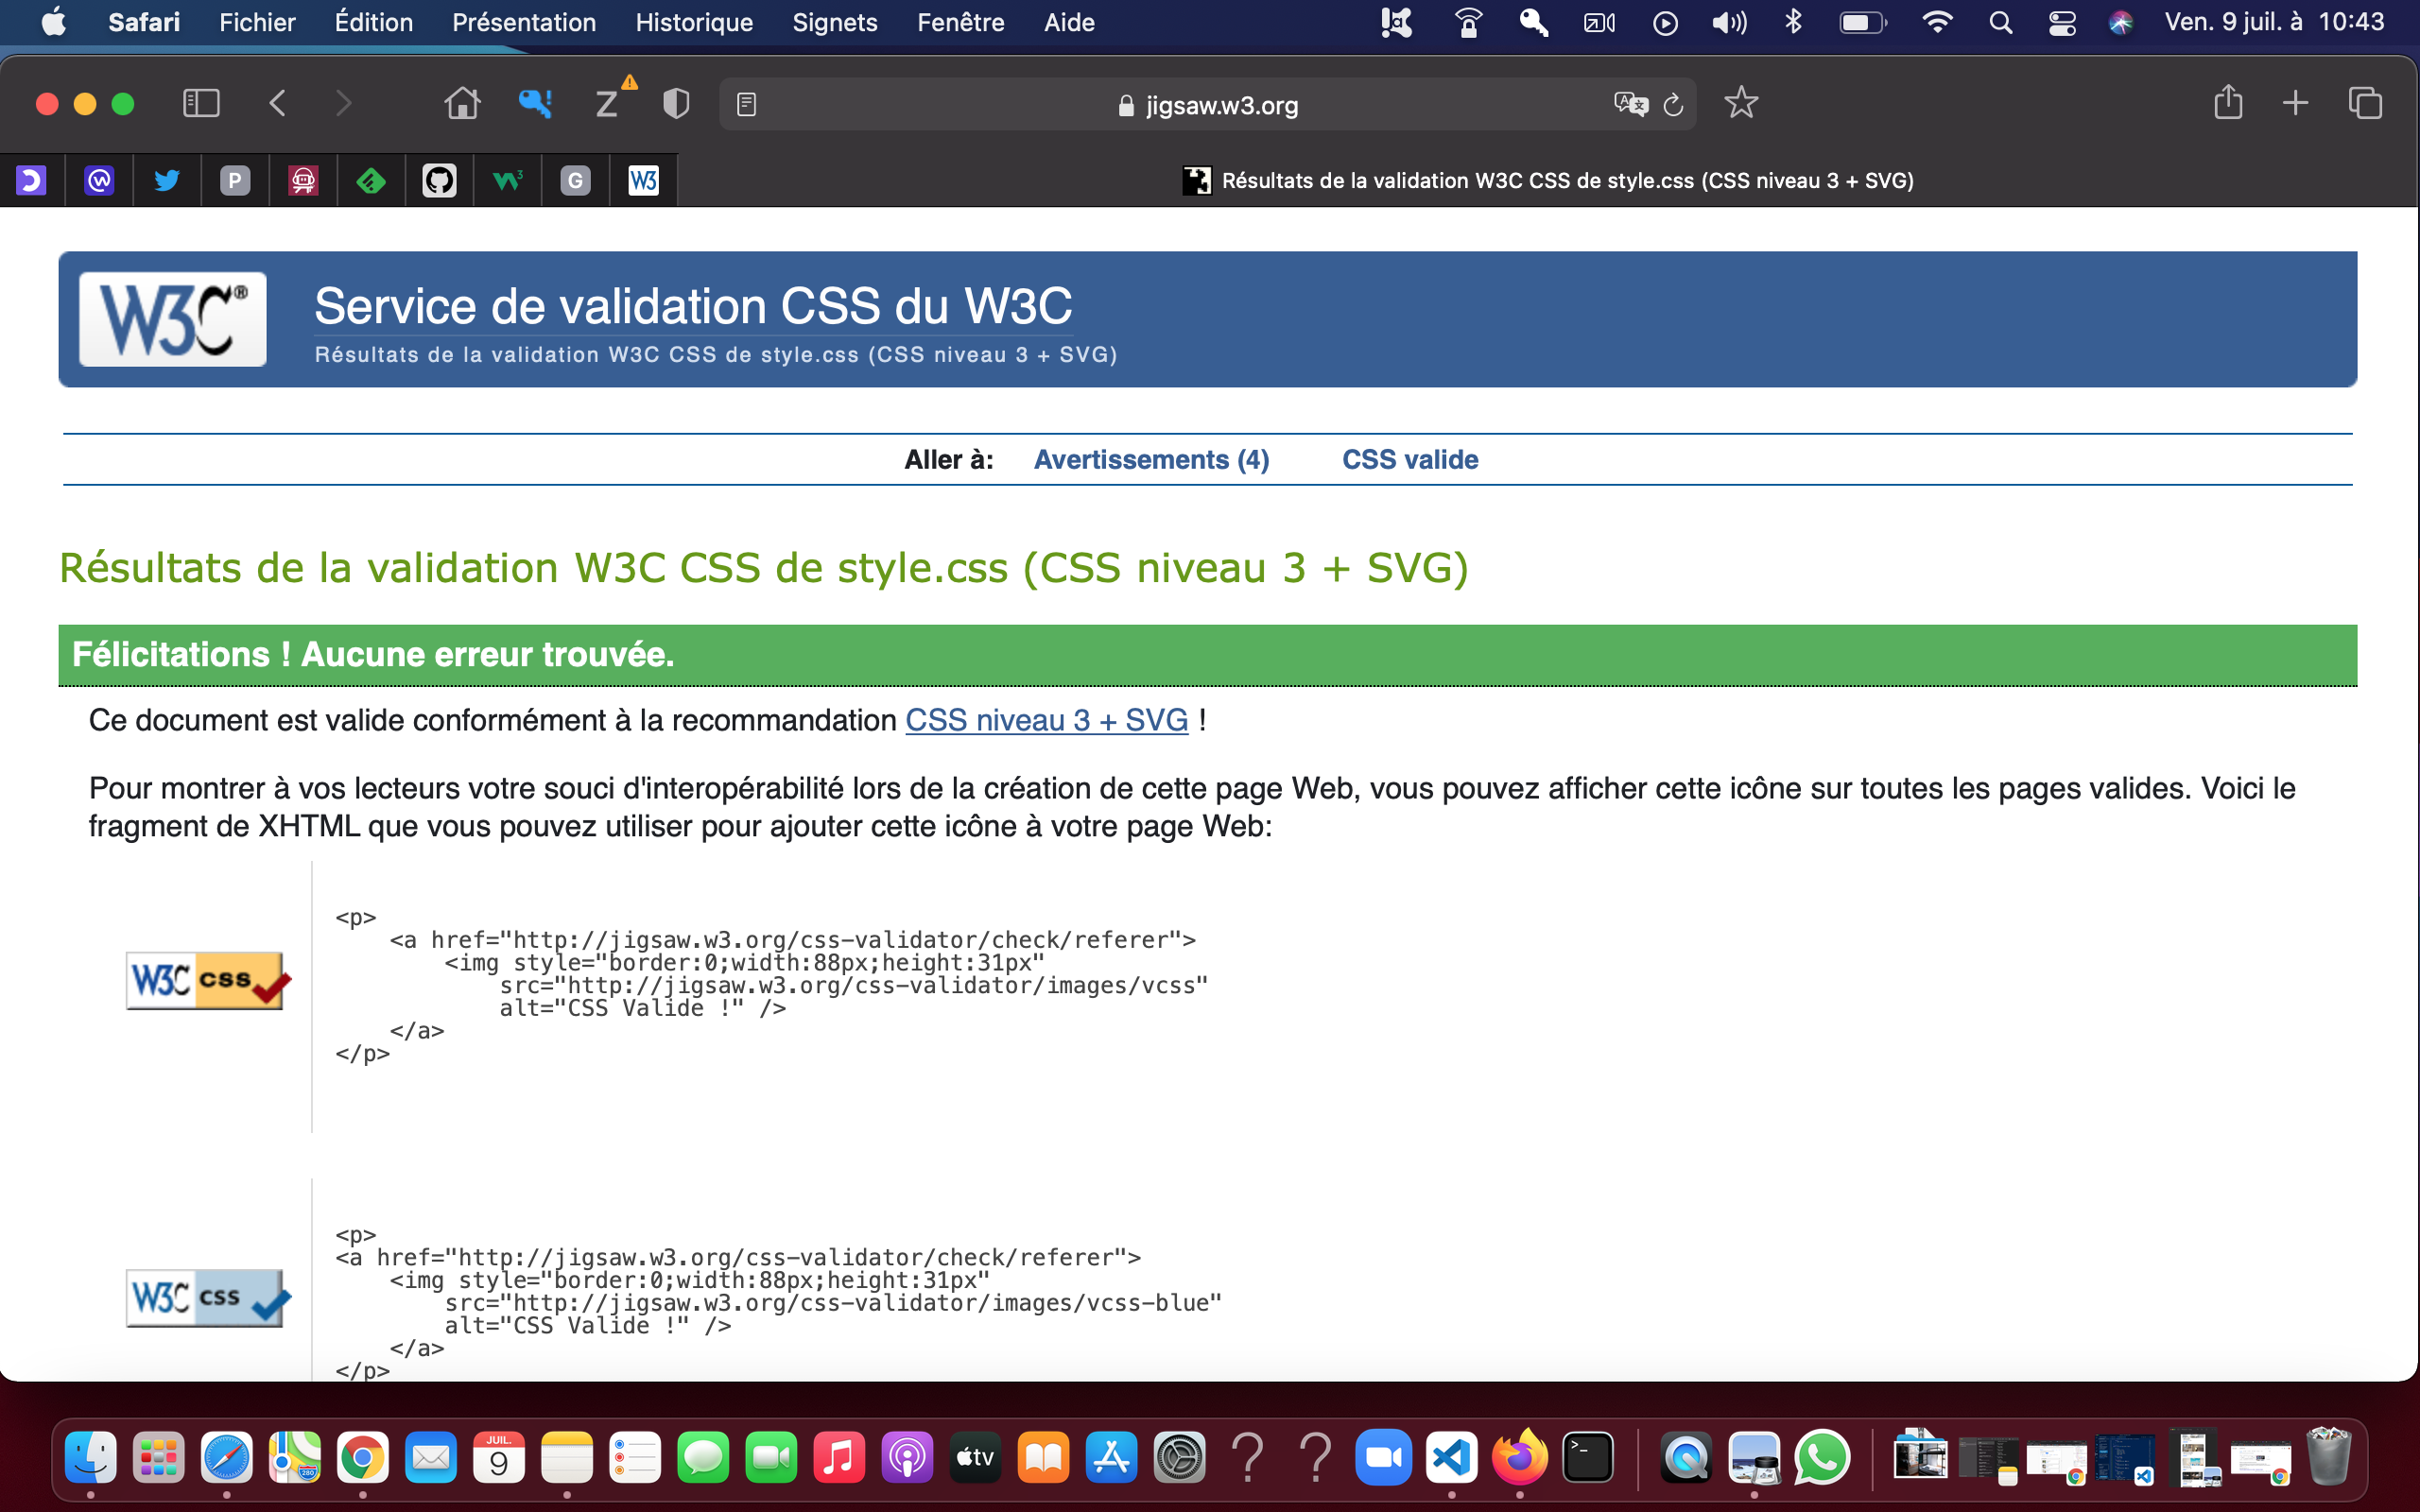 Safari Fichier Édition Présentation Historique Signets Fenêtre Aide Ven. 9 juil. à 10:43
jigsaw.w3.org
P G W3 Résultats de la validation W3C CSS de style.css (CSS niveau 3 + SVG)
W3C®
Service de validation CSS du W3C
Résultats de la validation W3C CSS de style.css (CSS niveau 3 + SVG)
Aller à: Avertissements (4) CSS valide
Résultats de la validation W3C CSS de style.css (CSS niveau 3 + SVG)
Félicitations ! Aucune erreur trouvée.
Ce document est valide conformément à la recommandation CSS niveau 3 + SVG !
Pour montrer à vos lecteurs votre souci d'interopérabilité lors de la création de cette page Web, vous pouvez afficher cette icône sur toutes les pages valides. Voici le
fragment de XHTML que vous pouvez utiliser pour ajouter cette icône à votre page Web:
W3C css
<p>
<a href="http://jigsaw.w3.org/css-validator/check/referer">
<img style="border:0;width:88px;height:31px"
src="http://jigsaw.w3.org/css-validator/images/vcss"
alt="CSS Valide !" />
</a>
</p>
W3C css
<p>
<a href="http://jigsaw.w3.org/css-validator/check/referer">
<img style="border:0;width:88px;height:31px"
src="http://jigsaw.w3.org/css-validator/images/vcss-blue"
alt="CSS Valide !" />
</a>
</p>
JUIL.
9
tv